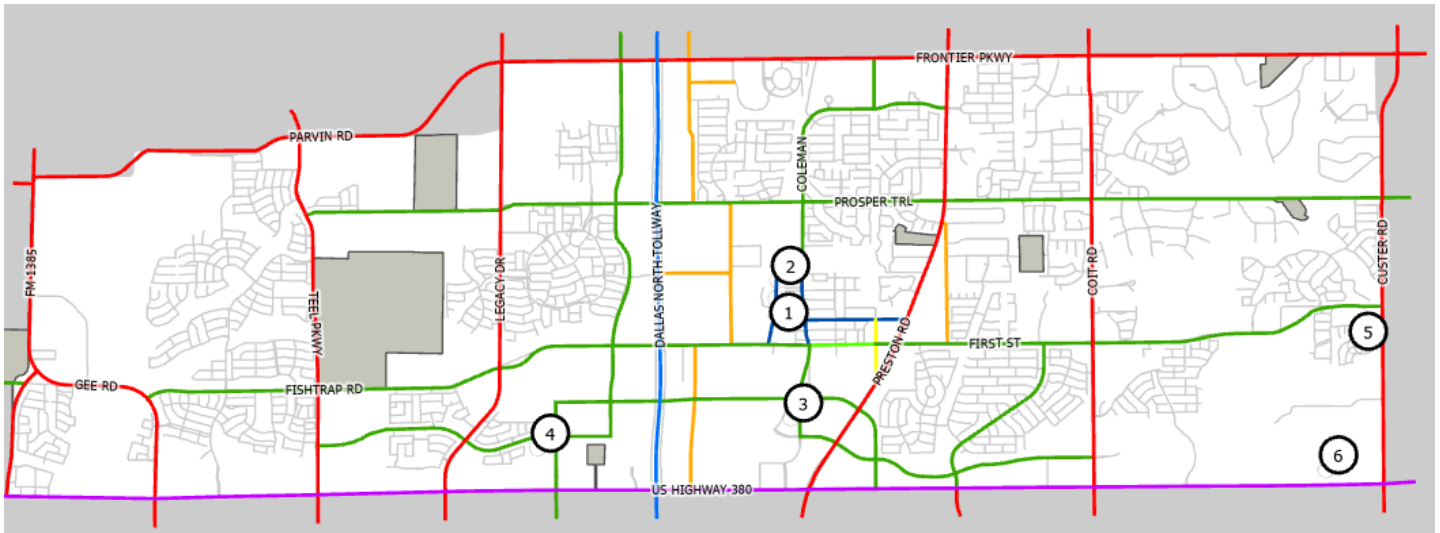 FRONTIER PKWY
PARVIN RD
COLEMAN
PROSPER TRL
DALLAS NORTH TOLLWAY
FM 1385
LEGACY DR
TEEL PKWY
COIT RD
CUSTER RD
2
1
PRESTON RD
FIRST ST
5
GEE RD
FISHTRAP RD
3
4
6
US HIGHWAY 380